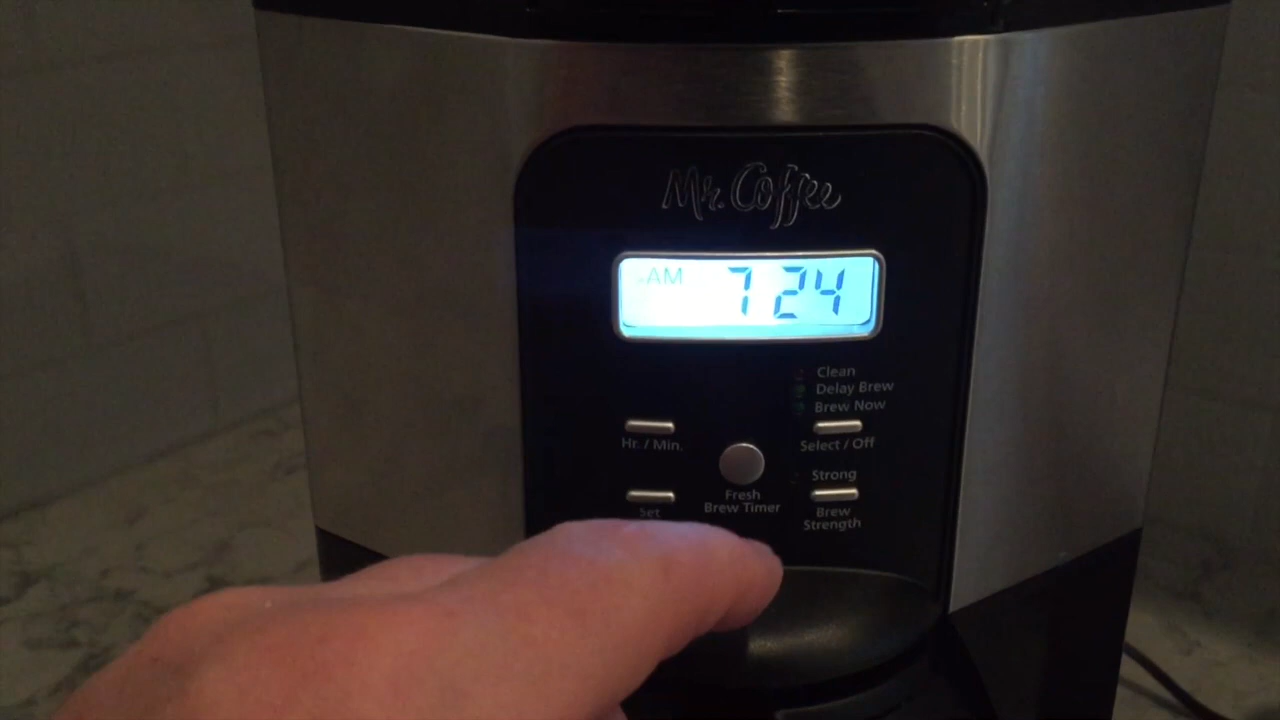 Mr. Coffee
AM 7 24
Clean
Delay Brew
Brew Now
Hr. / Min.
Select / Off
Fresh
Brew Timer
Strong
Set
Brew
Strength